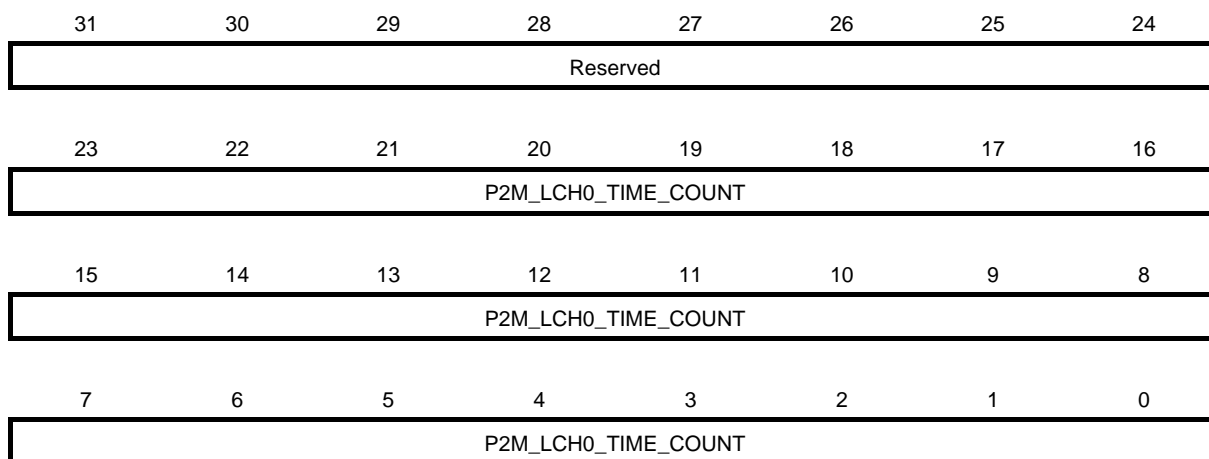 31 30 29 28 27 26 25 24
Reserved
23 22 21 20 19 18 17 16
P2M_LCH0_TIME_COUNT
15 14 13 12 11 10 9 8
P2M_LCH0_TIME_COUNT
7 6 5 4 3 2 1 0
P2M_LCH0_TIME_COUNT